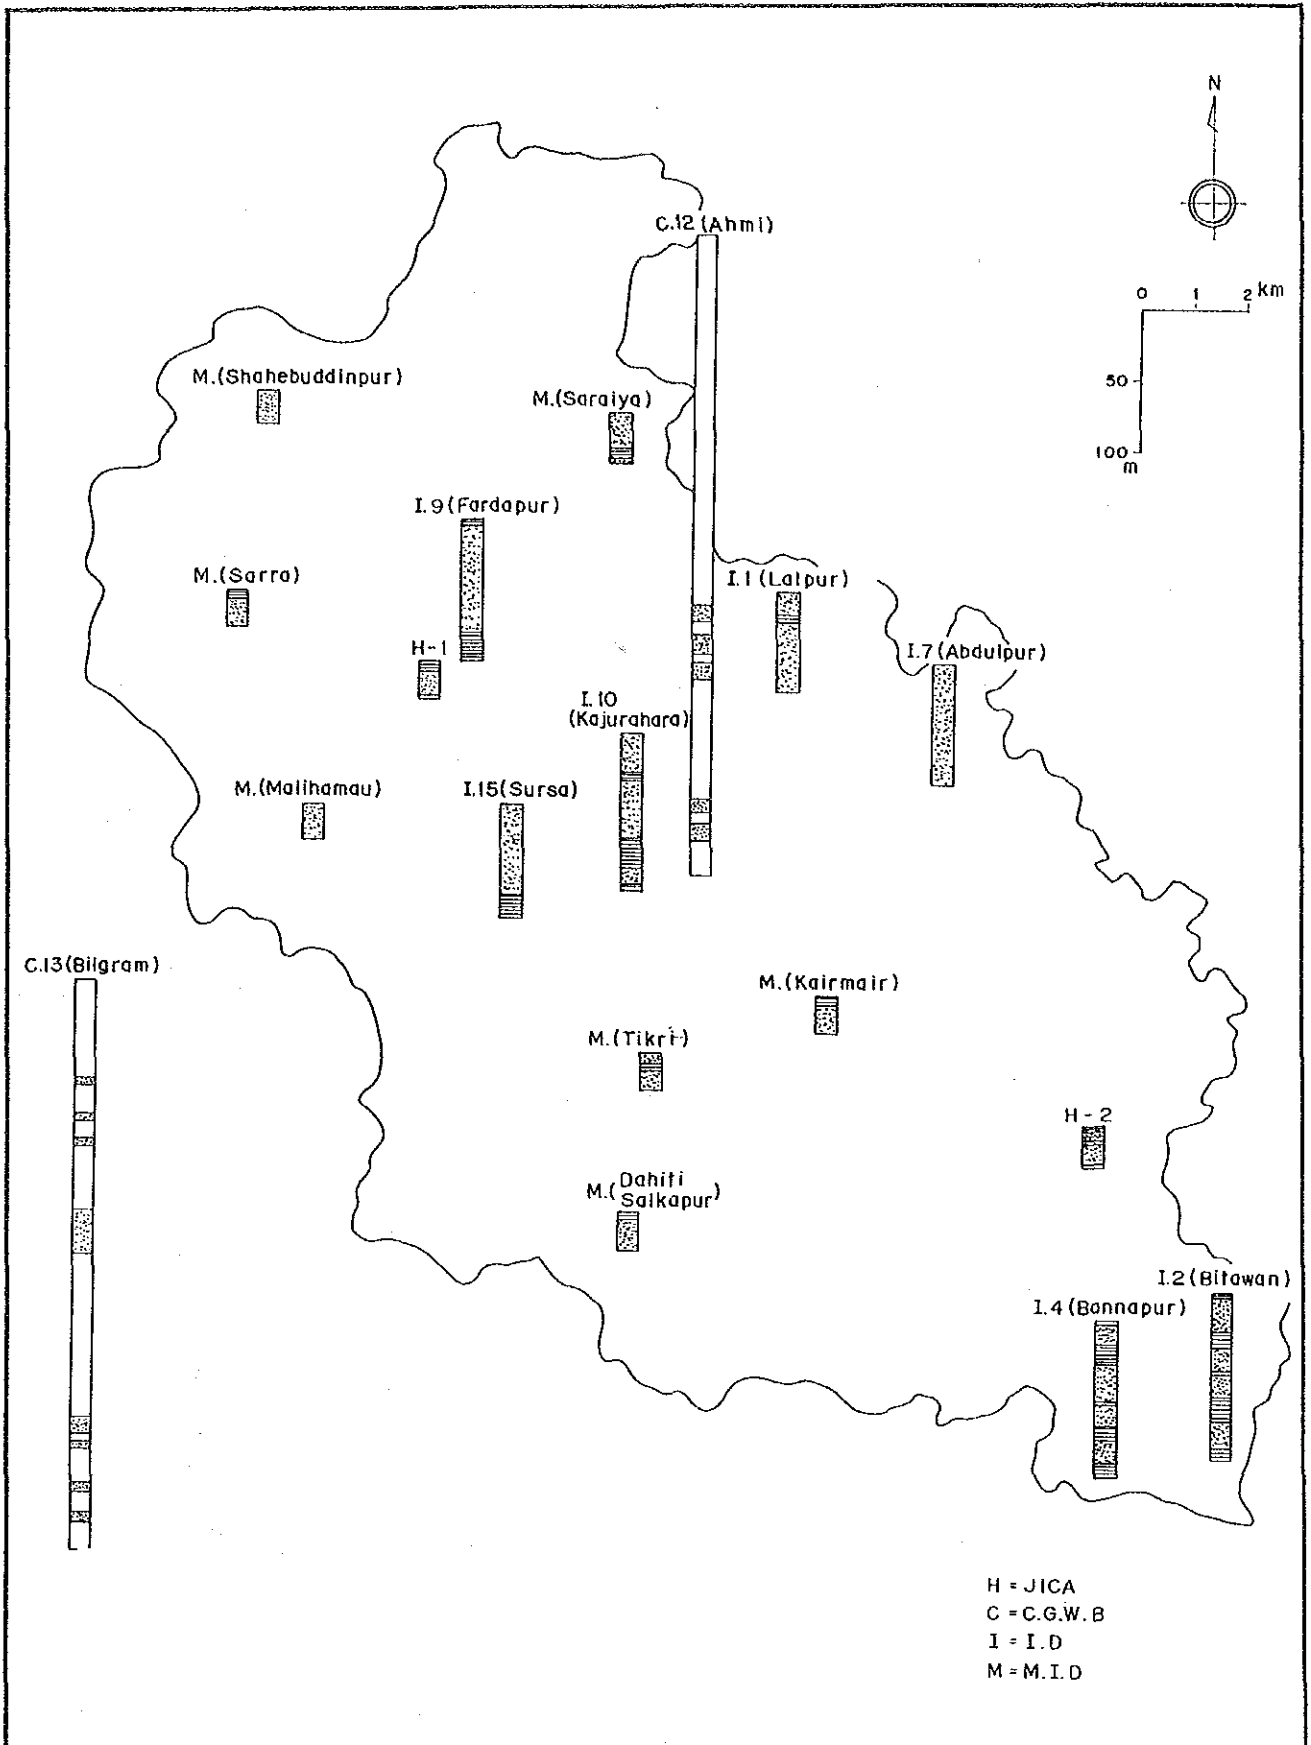 N
C.12 (Ahmi)
0 1 2 km
50
100
m
M.(Shahebuddinpur)
M.(Saraiya)
I.9 (Fardapur)
M.(Sarra)
I.1 (Lalpur)
H-1
I.7 (Abdulpur)
I.10
(Kajurahara)
M.(Malihamau)
I.15(Sursa)
C.13(Bilgram)
M.(Kairmair)
M.(Tikri)
H-2
M.(Dahiti
Salkapur)
I.2 (Bitawan)
I.4 (Bannapur)
H = JICA
C = C.G.W.B
I = I.D
M = M.I.D